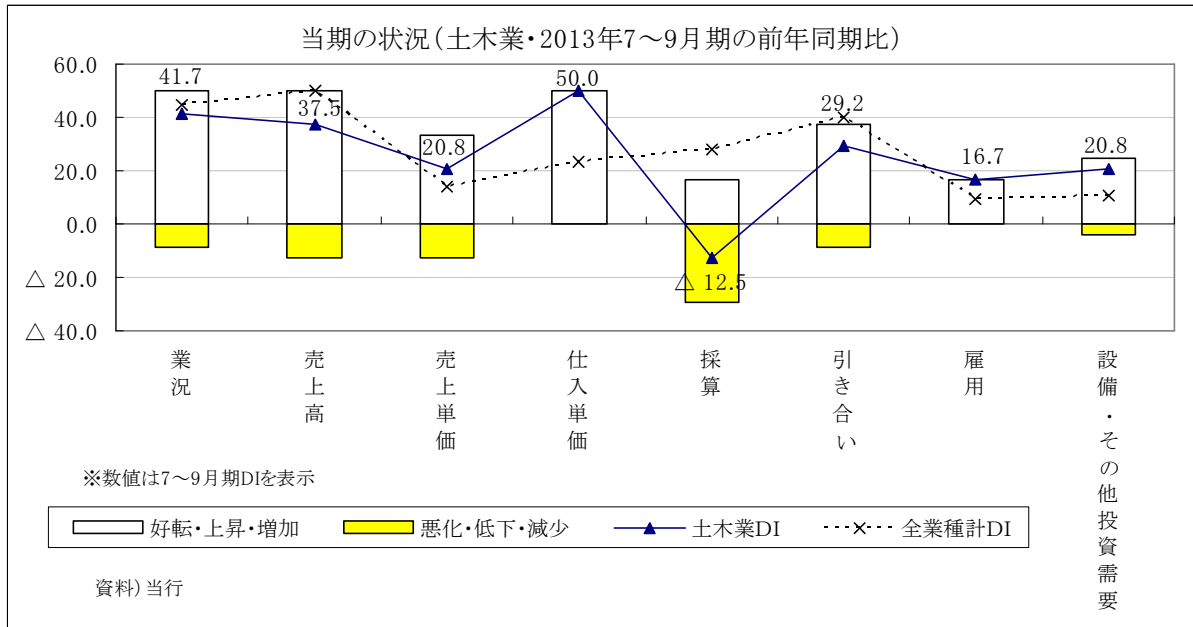 当期の状況(土木業・2013年7～9月期の前年同期比)
60.0
40.0
20.0
0.0
△ 20.0
△ 40.0
41.7
37.5
20.8
50.0
△ 12.5
29.2
16.7
20.8
業況
売上高
売上単価
仕入単価
採算
引き合い
雇用
設備・その他投資需要
※数値は7～9月期DIを表示
好転・上昇・増加
悪化・低下・減少
土木業DI
全業種計DI
資料)当行